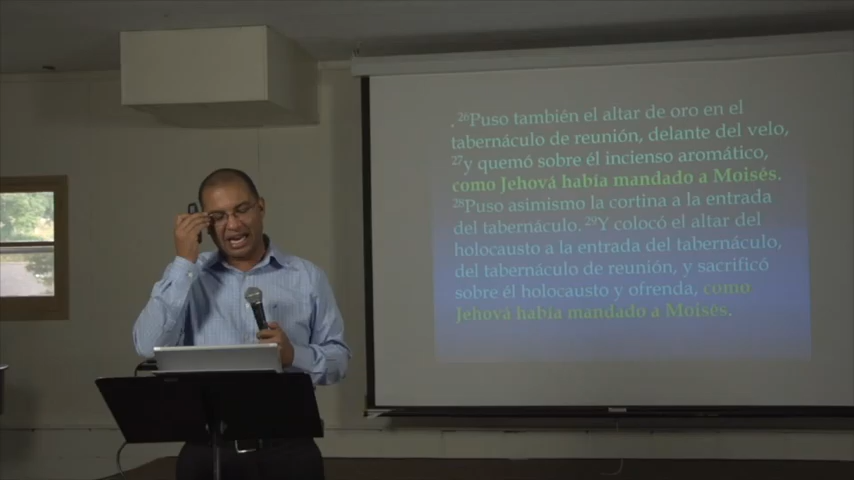 . 26Puso también el altar de oro en el
tabernáculo de reunión, delante del velo,
27y quemó sobre él incienso aromático,
como Jehová había mandado a Moisés.
28Puso asimismo la cortina a la entrada
del tabernáculo. 29Y colocó el altar del
holocausto a la entrada del tabernáculo,
del tabernáculo de reunión, y sacrificó
sobre él holocausto y ofrenda, como
Jehová había mandado a Moisés.